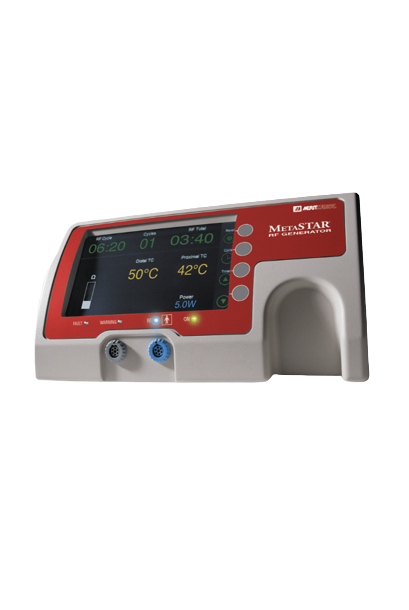 MERIT MEDICAL
METASTAR®
RF GENERATOR
RF Cycle Cycles RF Total
06:20 01 03:40
Distal TC Proximal TC
50°C 42°C
Ω
Power
5.0W
FAULT WARNING ON